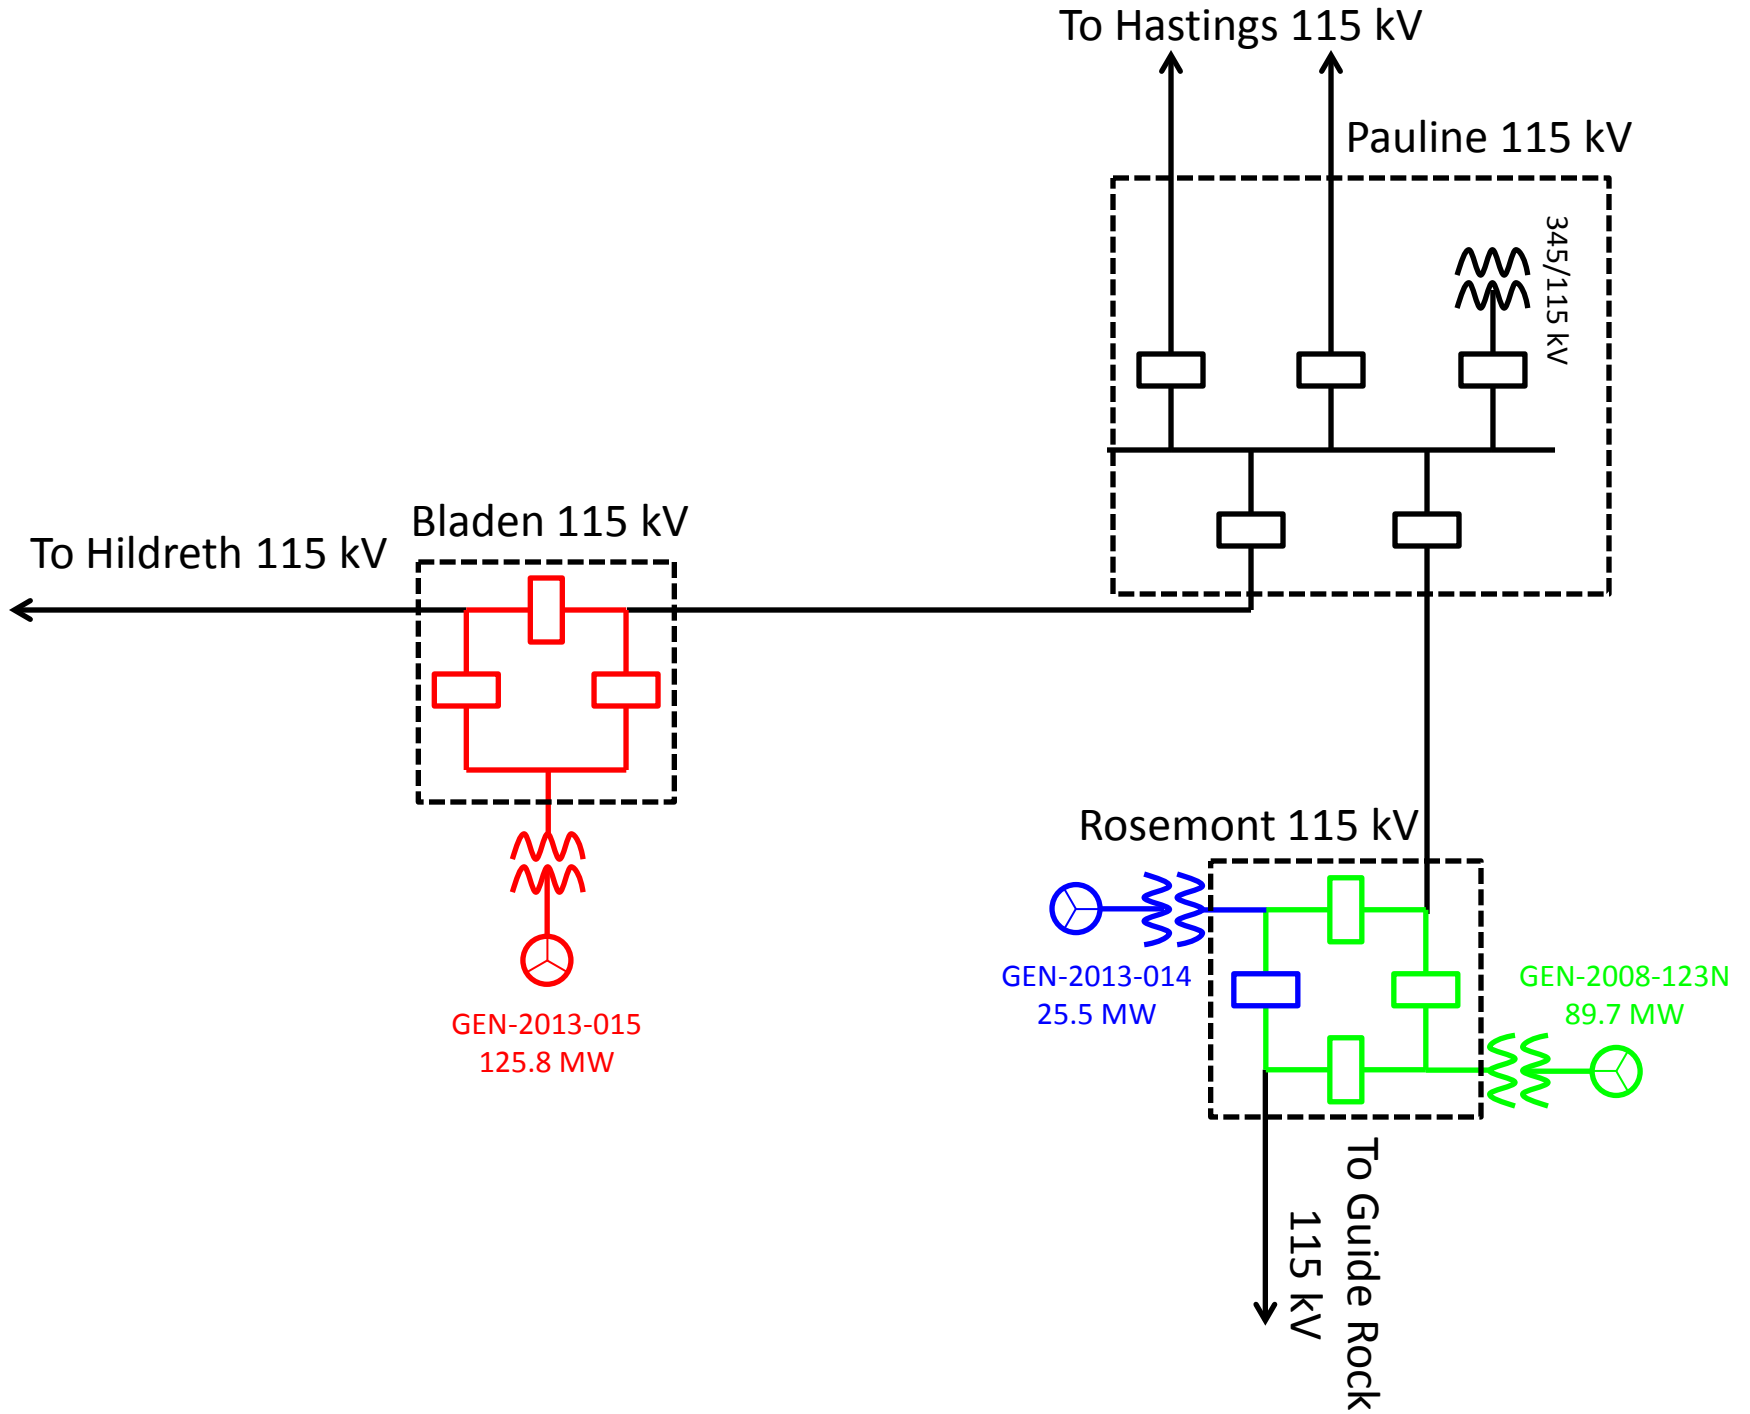 To Hastings 115 kV
Pauline 115 kV
345/115 kV
Bladen 115 kV
To Hildreth 115 kV
Rosemont 115 kV
GEN-2013-014
25.5 MW
GEN-2008-123N
89.7 MW
GEN-2013-015
125.8 MW
To Guide Rock
115 kV